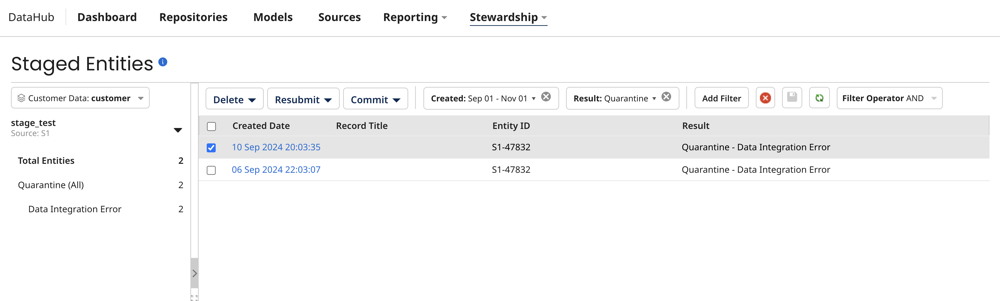 DataHub Dashboard Repositories Models Sources Reporting Stewardship
Staged Entities
Customer Data: customer
Delete Resubmit Commit Created: Sep 01 - Nov 01 Result: Quarantine Add Filter Filter Operator AND
stage_test
Source: S1
Total Entities 2
Quarantine (All) 2
Data Integration Error 2
Created Date Record Title Entity ID Result
10 Sep 2024 20:03:35 S1-47832 Quarantine - Data Integration Error
06 Sep 2024 22:03:07 S1-47832 Quarantine - Data Integration Error